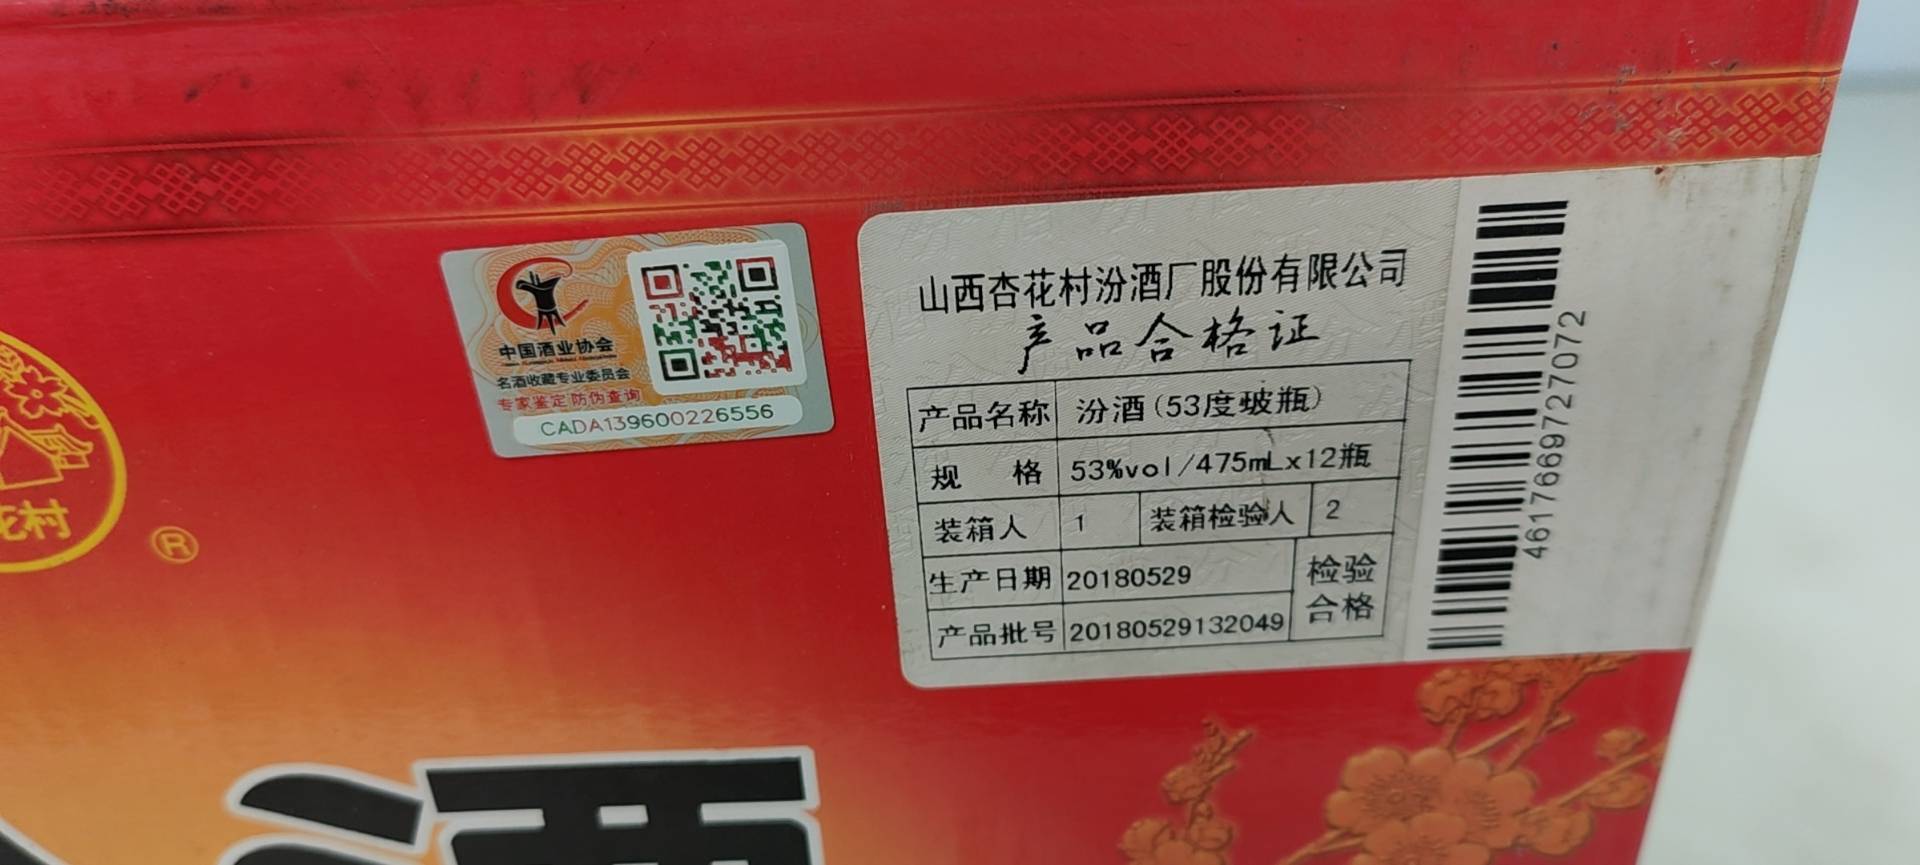 中国酒业协会
名酒收藏专业委员会
专家鉴定 防伪查询
CADA139600226556
山西杏花村汾酒厂股份有限公司
产品合格证
产品名称 汾酒(53度玻瓶)
规 格 53%vol/475mLx12瓶
装箱人 1 装箱检验人 2
生产日期 20180529 检验
产品批号 20180529132049 合格
4617669727072
花村
®
酒